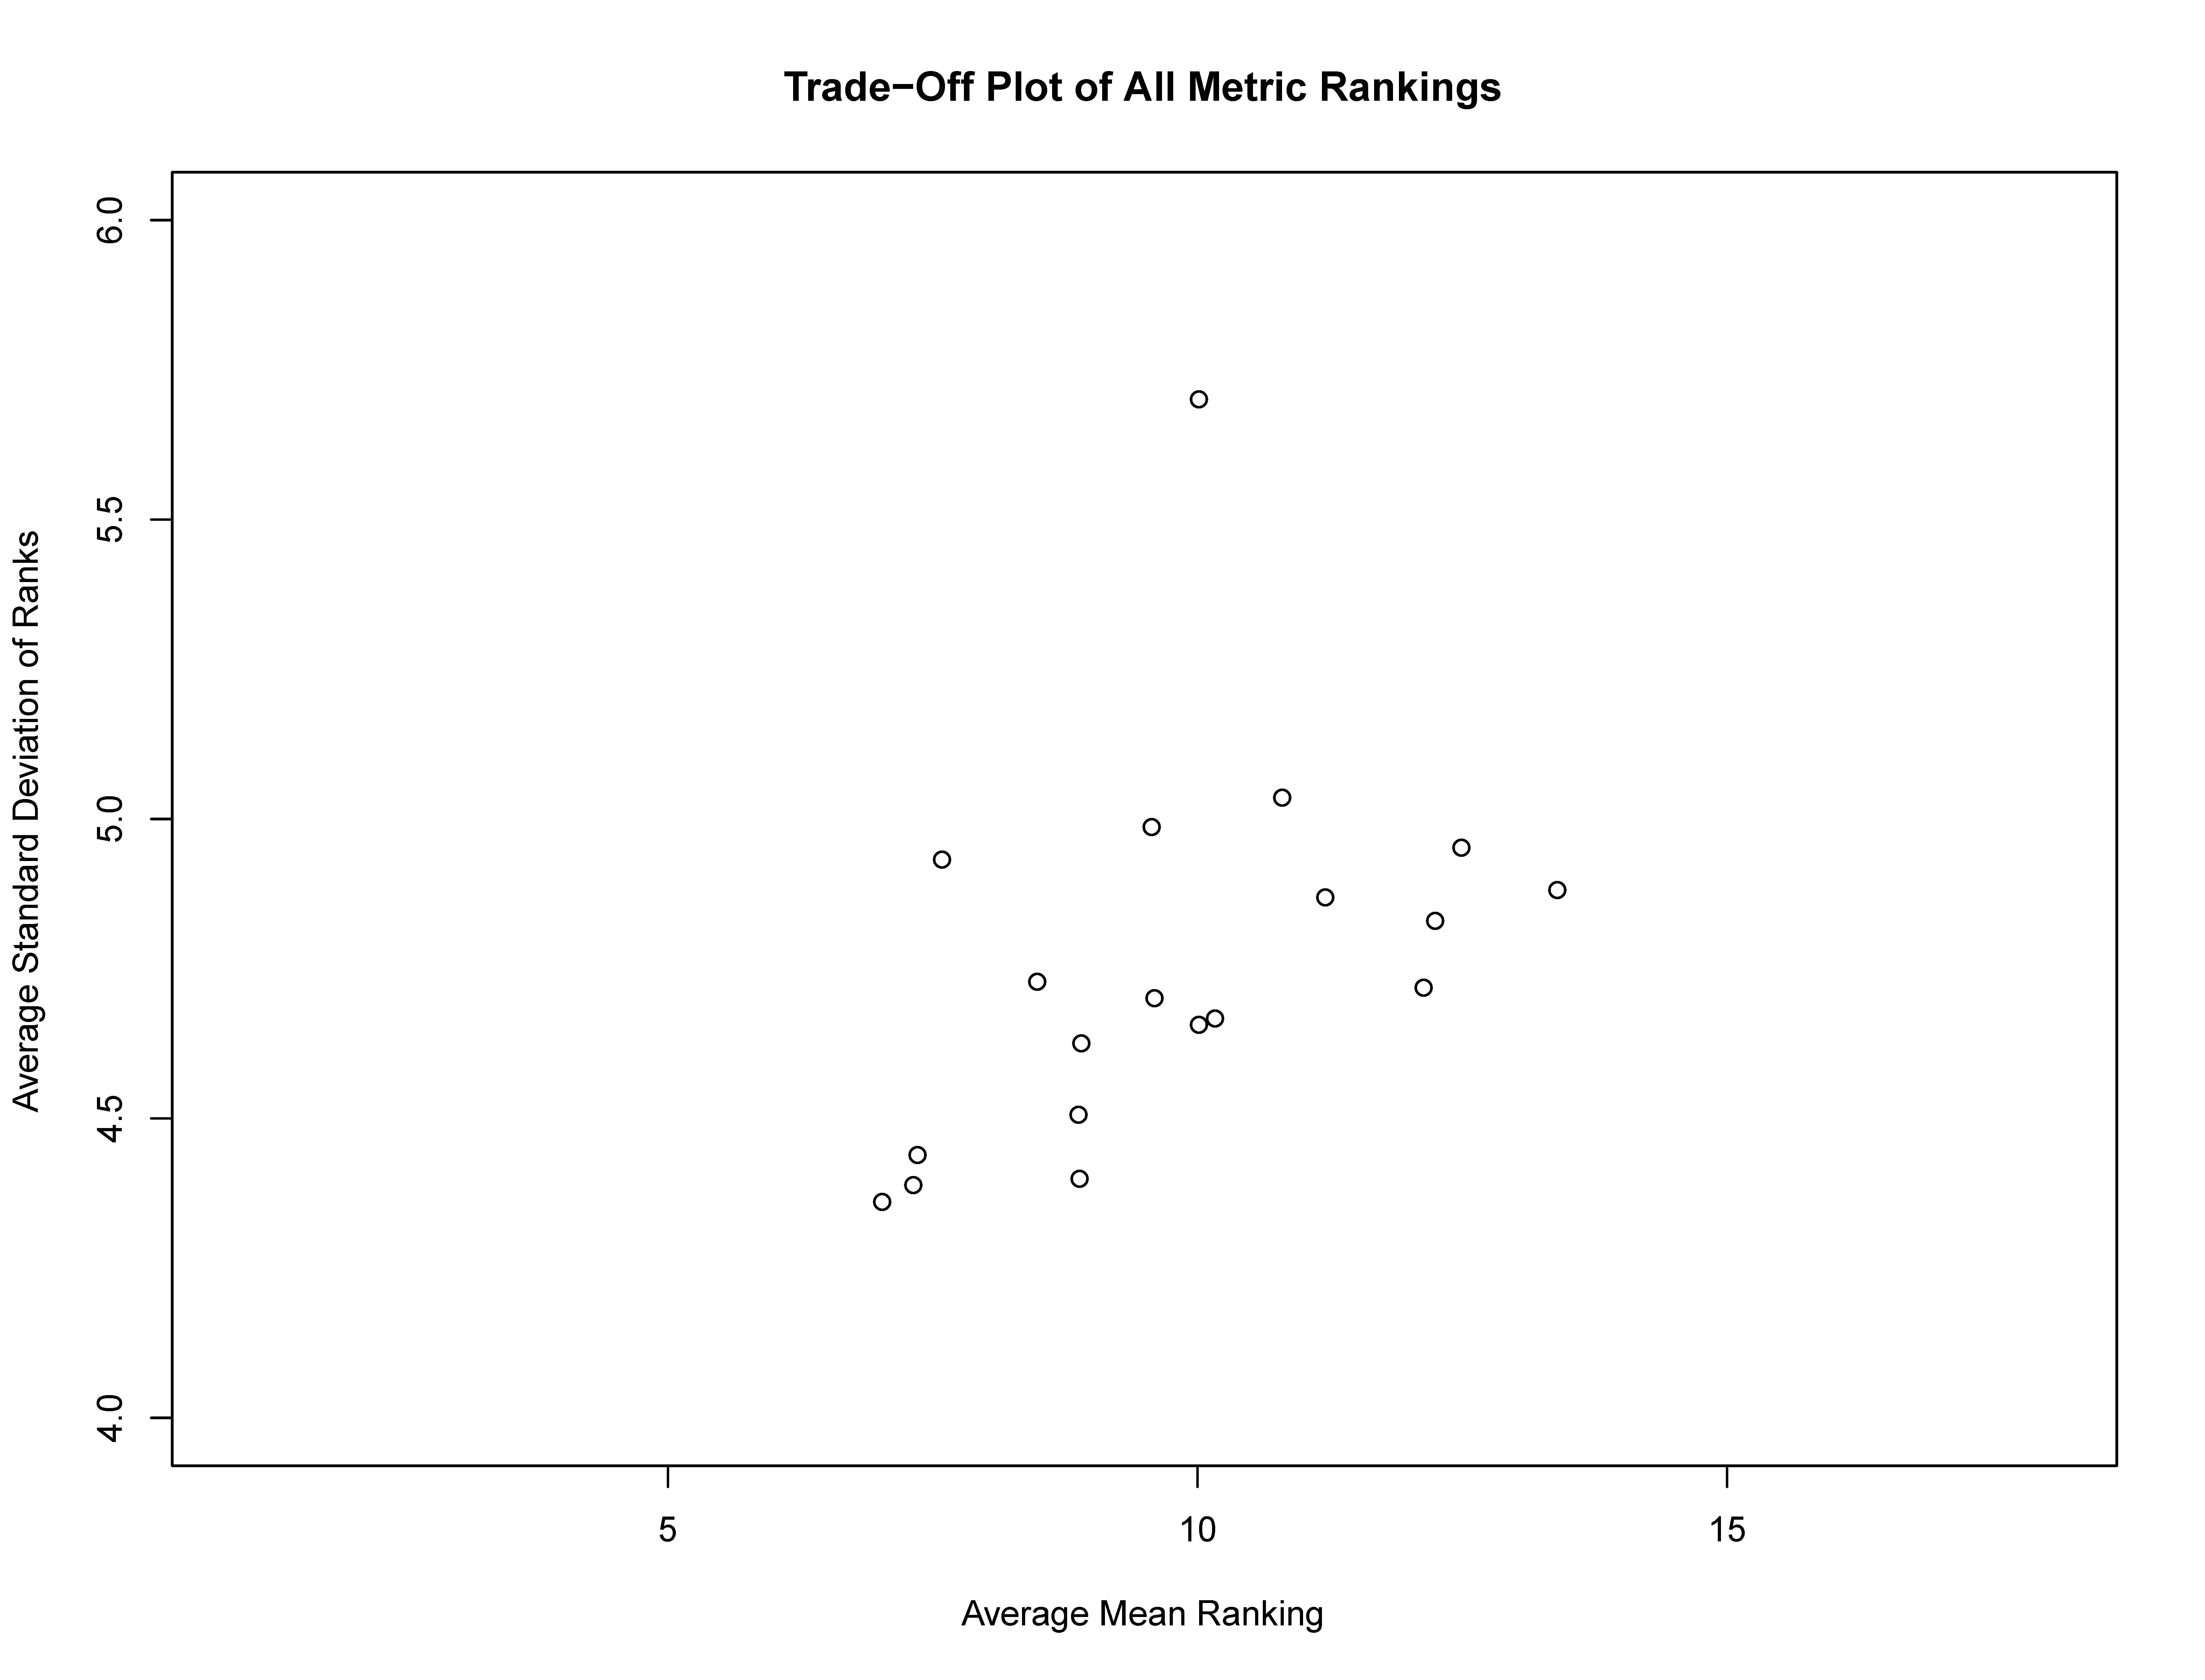 Trade−Off Plot of All Metric Rankings
6.0
5.5
5.0
4.5
4.0
Average Standard Deviation of Ranks
5 10 15
Average Mean Ranking